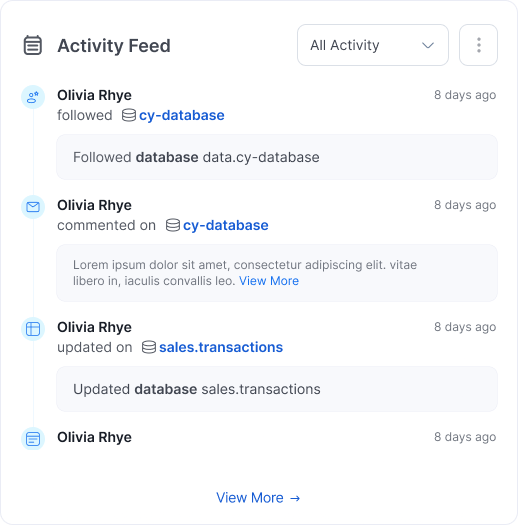 Activity Feed
All Activity
Olivia Rhye
8 days ago
followed cy-database
Followed database data.cy-database
Olivia Rhye
8 days ago
commented on cy-database
Lorem ipsum dolor sit amet, consectetur adipiscing elit. vitae
libero in, iaculis convallis leo. View More
Olivia Rhye
8 days ago
updated on sales.transactions
Updated database sales.transactions
Olivia Rhye
8 days ago
View More →